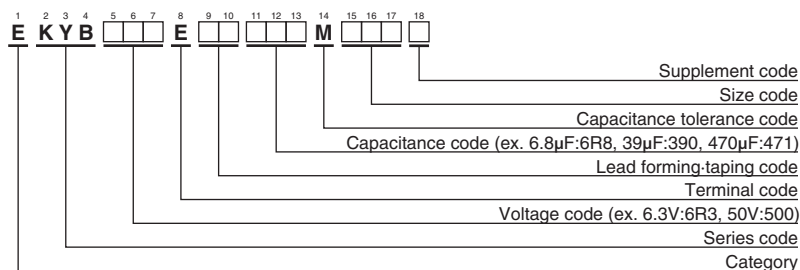 1 2 3 4 5 6 7 8 9 10 11 12 13 14 15 16 17 18
E K Y B E M
Supplement code
Size code
Capacitance tolerance code
Capacitance code (ex. 6.8μF:6R8, 39μF:390, 470μF:471)
Lead forming·taping code
Terminal code
Voltage code (ex. 6.3V:6R3, 50V:500)
Series code
Category